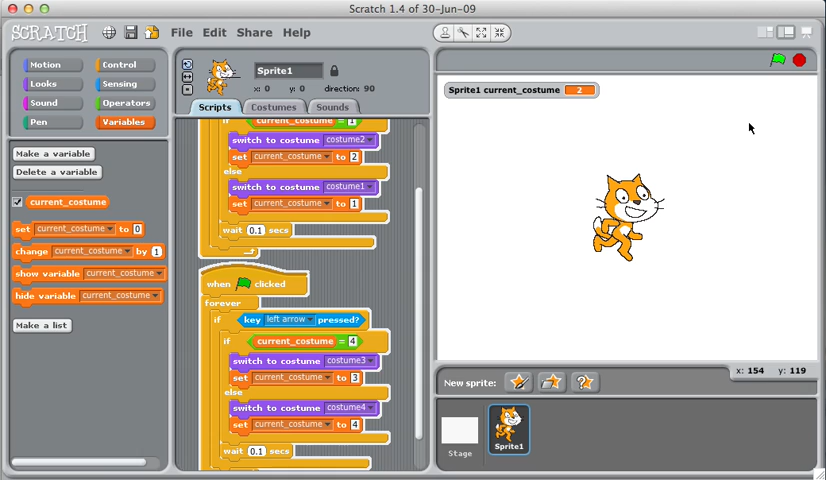 Scratch 1.4 of 30-Jun-09
SCRATCH File Edit Share Help
Motion Control
Looks Sensing
Sound Operators
Pen Variables
Make a variable
Delete a variable
current_costume
set current_costume to 0
change current_costume by 1
show variable current_costume
hide variable current_costume
Make a list
Sprite1
x: 0 y: 0 direction: 90
Scripts Costumes Sounds
if current_costume = 1
switch to costume costume2
set current_costume to 2
else
switch to costume costume1
set current_costume to 1
wait 0.1 secs
when clicked
forever
if key left arrow pressed?
if current_costume = 4
switch to costume costume3
set current_costume to 3
else
switch to costume costume4
set current_costume to 4
wait 0.1 secs
Sprite1 current_costume 2
x: 154 y: 119
New sprite:
Stage
Sprite1